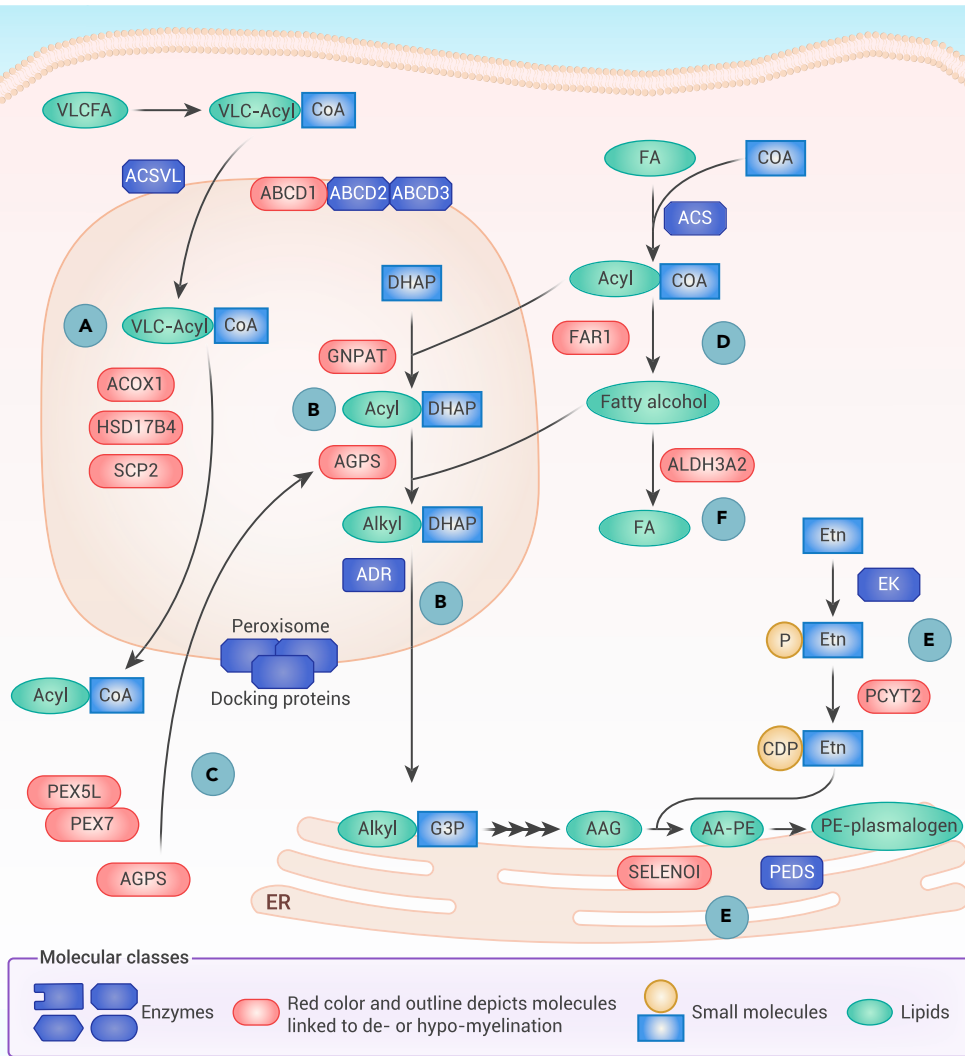 VLCFA
VLC-Acyl
CoA
FA
COA
ACSVL
ABCD1
ABCD2
ABCD3
ACS
DHAP
Acyl
COA
A
VLC-Acyl
CoA
FAR1
D
GNPAT
ACOX1
B
Acyl
DHAP
Fatty alcohol
HSD17B4
SCP2
AGPS
ALDH3A2
Alkyl
DHAP
FA
F
Etn
ADR
B
EK
Peroxisome
P
Etn
E
Docking proteins
Acyl
CoA
PCYT2
CDP
Etn
C
PEX5L
PEX7
Alkyl
G3P
AAG
AA-PE
PE-plasmalogen
AGPS
SELENOI
PEDS
ER
E
Molecular classes
Enzymes
Red color and outline depicts molecules
linked to de- or hypo-myelination
Small molecules
Lipids